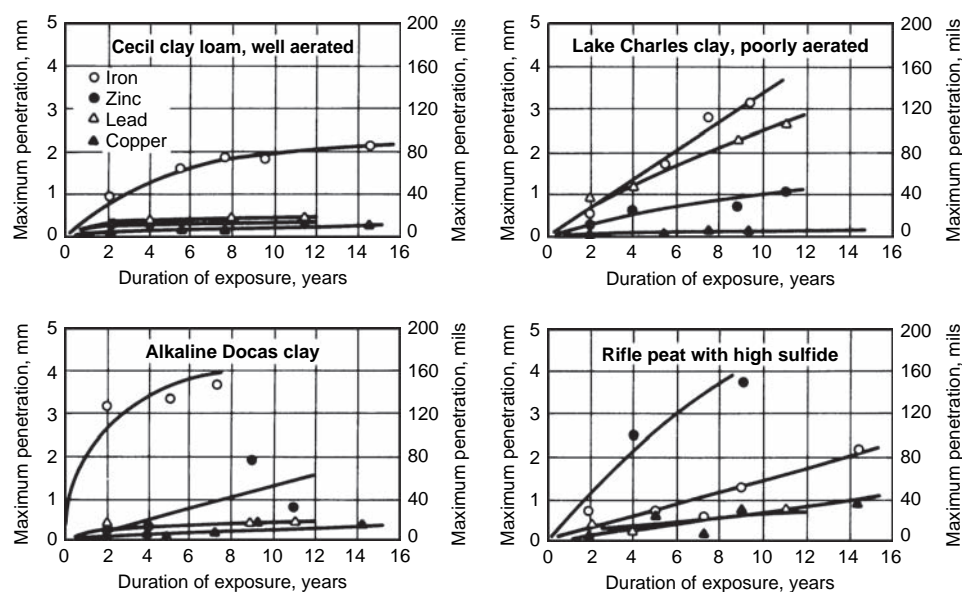 Cecil clay loam, well aerated
Iron
Zinc
Lead
Copper
Maximum penetration, mm
5
4
3
2
1
0
Maximum penetration, mils
200
160
120
80
40
0
0 2 4 6 8 10 12 14 16
Duration of exposure, years
Lake Charles clay, poorly aerated
Maximum penetration, mm
5
4
3
2
1
0
Maximum penetration, mils
200
160
120
80
40
0
0 2 4 6 8 10 12 14 16
Duration of exposure, years
Alkaline Docas clay
Maximum penetration, mm
5
4
3
2
1
0
Maximum penetration, mils
200
160
120
80
40
0
0 2 4 6 8 10 12 14 16
Duration of exposure, years
Rifle peat with high sulfide
Maximum penetration, mm
5
4
3
2
1
0
Maximum penetration, mils
200
160
120
80
40
0
0 2 4 6 8 10 12 14 16
Duration of exposure, years